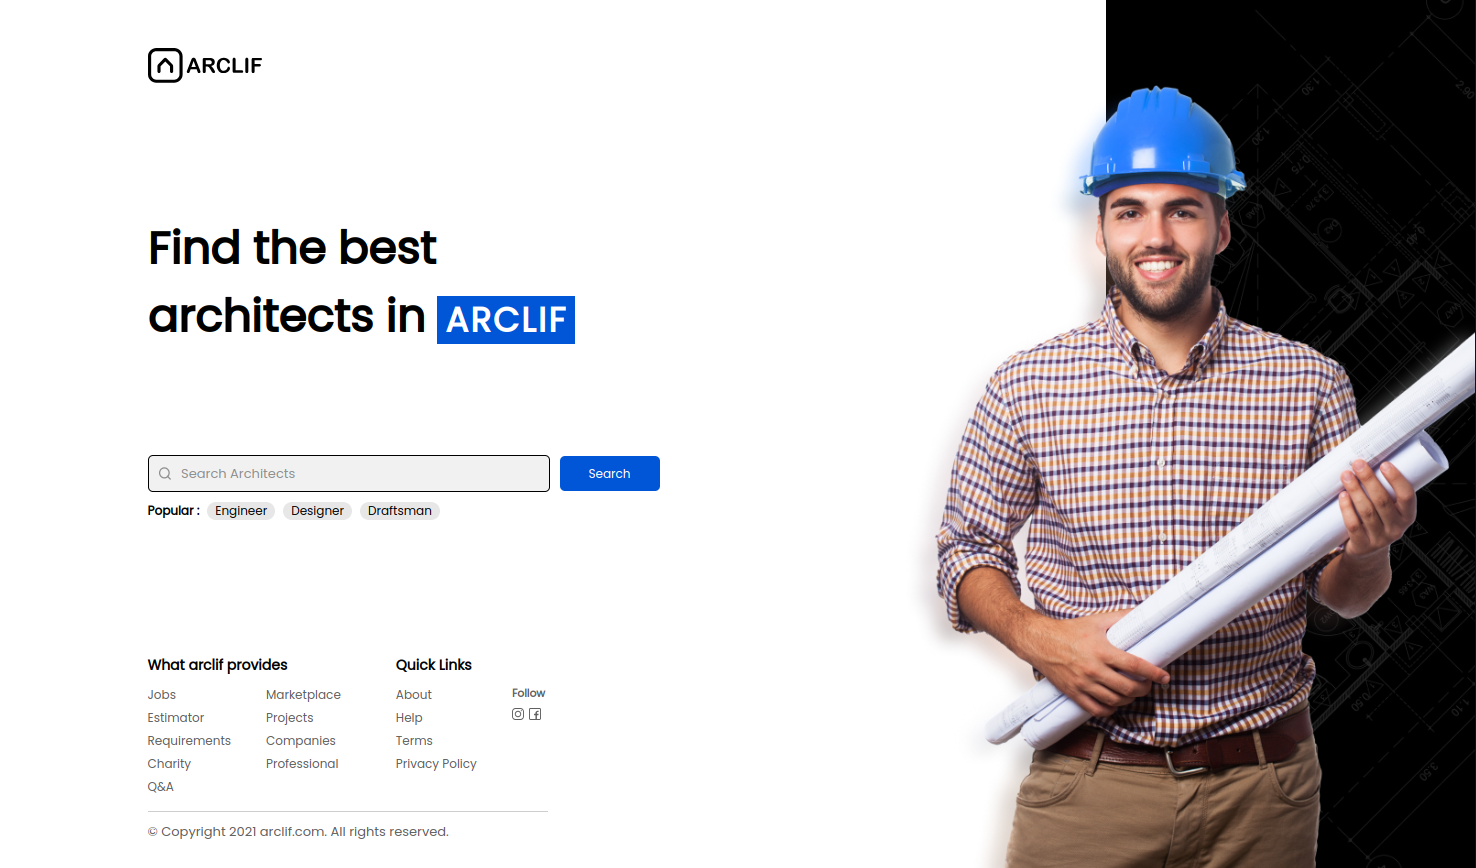 ARCLIF
Find the best
architects in ARCLIF
Search Architects
Search
Popular : Engineer Designer Draftsman
What arclif provides
Jobs
Estimator
Requirements
Charity
Q&A
Marketplace
Projects
Companies
Professional
Quick Links
About
Help
Terms
Privacy Policy
Follow
© Copyright 2021 arclif.com. All rights reserved.